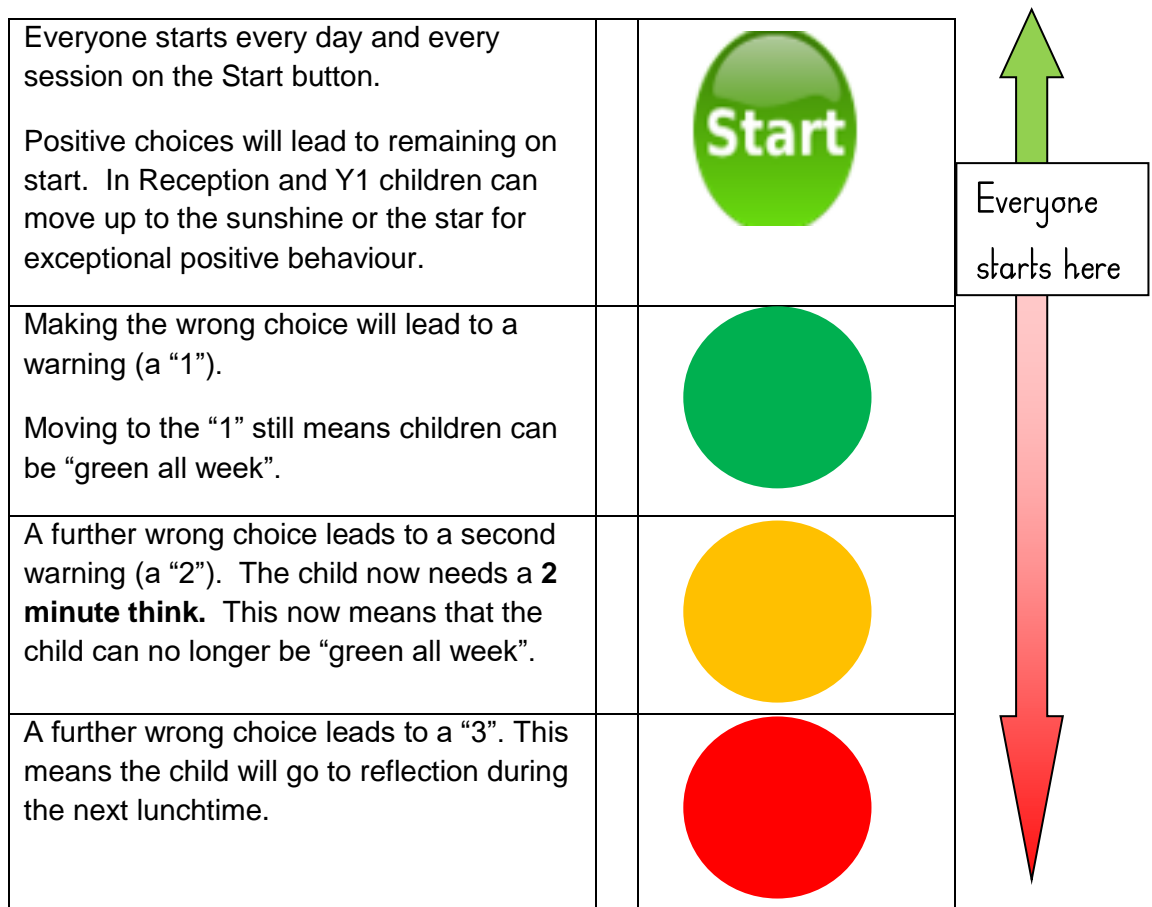 Everyone starts every day and every
session on the Start button.
Positive choices will lead to remaining on
start. In Reception and Y1 children can
move up to the sunshine or the star for
exceptional positive behaviour.
Start
Everyone
starts here
Making the wrong choice will lead to a
warning (a “1”).
Moving to the “1” still means children can
be “green all week”.
A further wrong choice leads to a second
warning (a “2”). The child now needs a 2
minute think. This now means that the
child can no longer be “green all week”.
A further wrong choice leads to a “3”. This
means the child will go to reflection during
the next lunchtime.